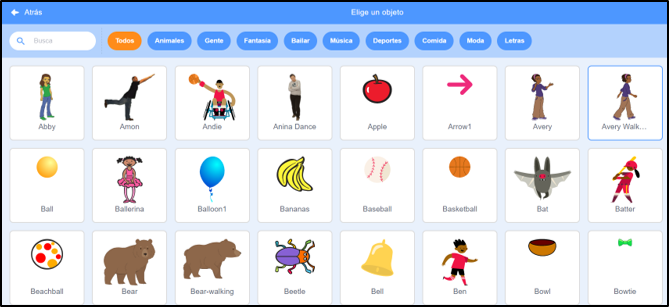 Atrás Elige un objeto
Busca Todos Animales Gente Fantasía Bailar Música Deportes Comida Moda Letras
Abby Amon Andie Anina Dance Apple Arrow1 Avery Avery Walk...
Ball Ballerina Balloon1 Bananas Baseball Basketball Bat Batter
Beachball Bear Bear-walking Beetle Bell Ben Bowl Bowtie